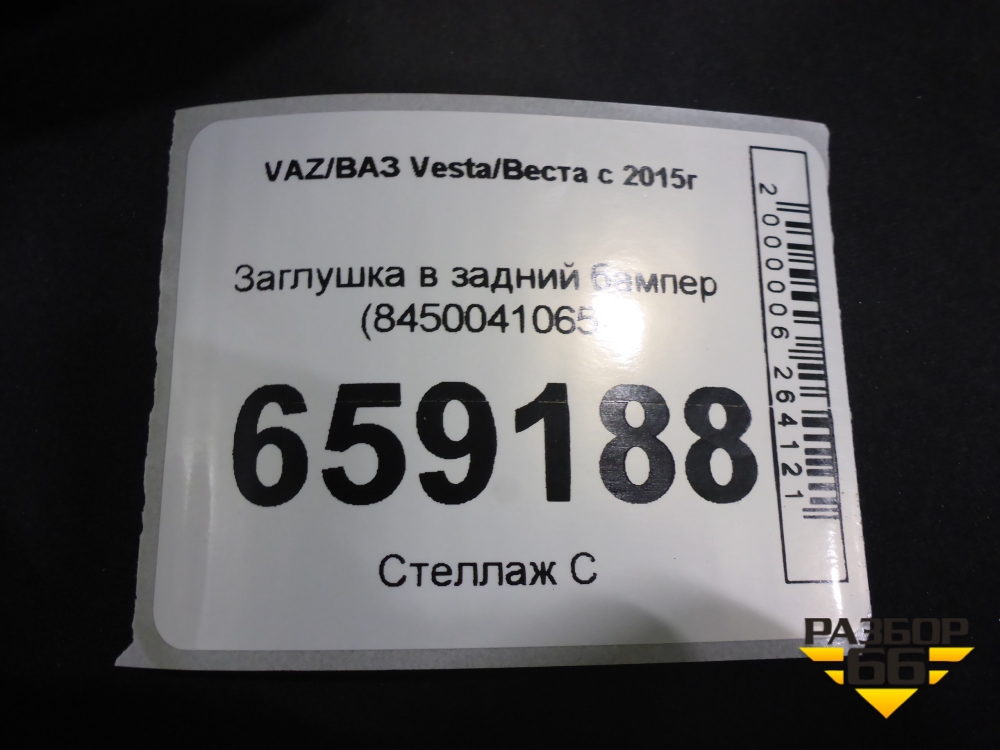 VAZ/ВАЗ Vesta/Веста с 2015г
Заглушка в задний бампер
(8450041065)
659188
Стеллаж С
2000006264121
РАЗБОР
66